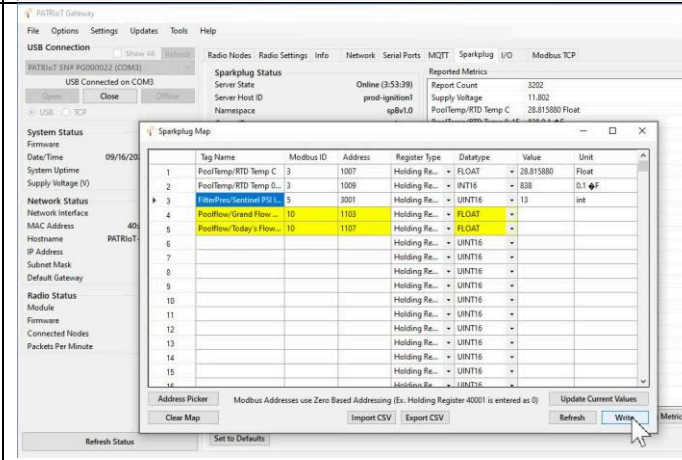 PATRIoT Gateway
File Options Settings Updates Tools Help
USB Connection
Show All Refresh
PATRIoT SN# PG000022 (COM3)
USB Connected on COM3
Open Close Offline
USB TCP
System Status
Firmware
Date/Time 09/16/20
System Uptime
Supply Voltage (V)
Network Status
Network Interface
MAC Address 40:
Hostname PATRIoT-
IP Address
Subnet Mask
Default Gateway
Radio Status
Module
Firmware
Connected Nodes
Packets Per Minute
Refresh Status
Radio Nodes Radio Settings Info Network Serial Ports MQTT Sparkplug I/O Modbus TCP
Sparkplug Status
Server State Online (3:53:39)
Server Host ID prod-ignition1
Namespace spBv1.0
Reported Metrics
Report Count 3202
Supply Voltage 11.802
PoolTemp/RTD Temp C 28.815880 Float
Sparkplug Map
Tag Name Modbus ID Address Register Type Datatype Value Unit
1 PoolTemp/RTD Temp C 3 1007 Holding Re... FLOAT 28.815880 Float
2 PoolTemp/RTD Temp 0... 3 1009 Holding Re... INT16 838 0.1 �F
3 FilterPres/Sentinel PSI I... 5 3001 Holding Re... UINT16 13 int
4 Poolflow/Grand Flow ... 10 1103 Holding Re... FLOAT
5 Poolflow/Today's Flow... 10 1107 Holding Re... FLOAT
6 Holding Re... UINT16
7 Holding Re... UINT16
8 Holding Re... UINT16
9 Holding Re... UINT16
10 Holding Re... UINT16
11 Holding Re... UINT16
12 Holding Re... UINT16
13 Holding Re... UINT16
14 Holding Re... UINT16
15 Holding Re... UINT16
16 Holding Re... UINT16
Address Picker Modbus Addresses use Zero Based Addressing (Ex. Holding Register 40001 is entered as 0) Update Current Values
Clear Map Import CSV Export CSV Refresh Write
Metric
Set to Defaults